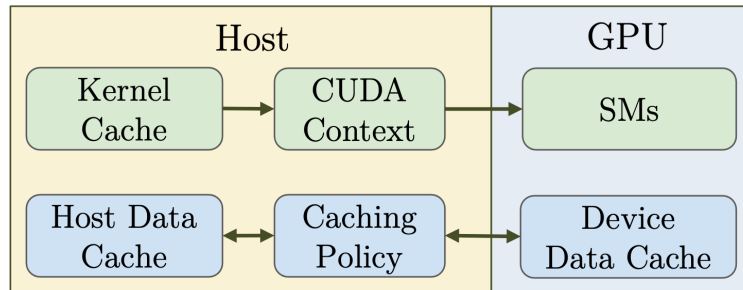 Host
GPU
Kernel
Cache
CUDA
Context
SMs
Host Data
Cache
Caching
Policy
Device
Data Cache